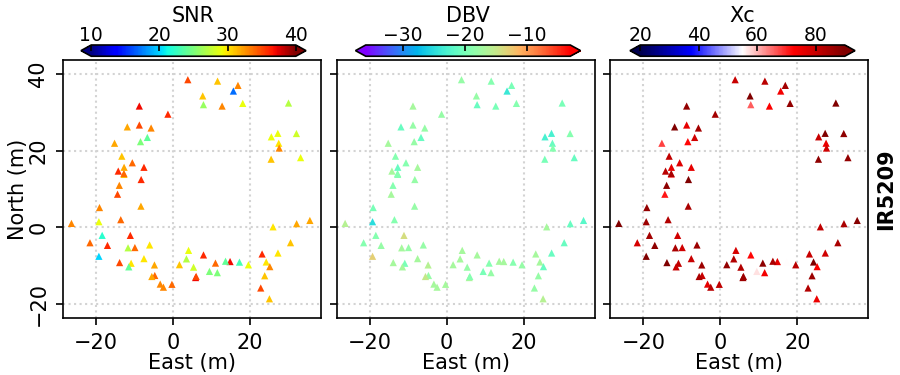 SNR DBV Xc
10 20 30 40 −30 −20 −10 20 40 60 80
40
20
0
−20
North (m)
IR5209
−20 0 20 −20 0 20 −20 0 20
East (m) East (m) East (m)